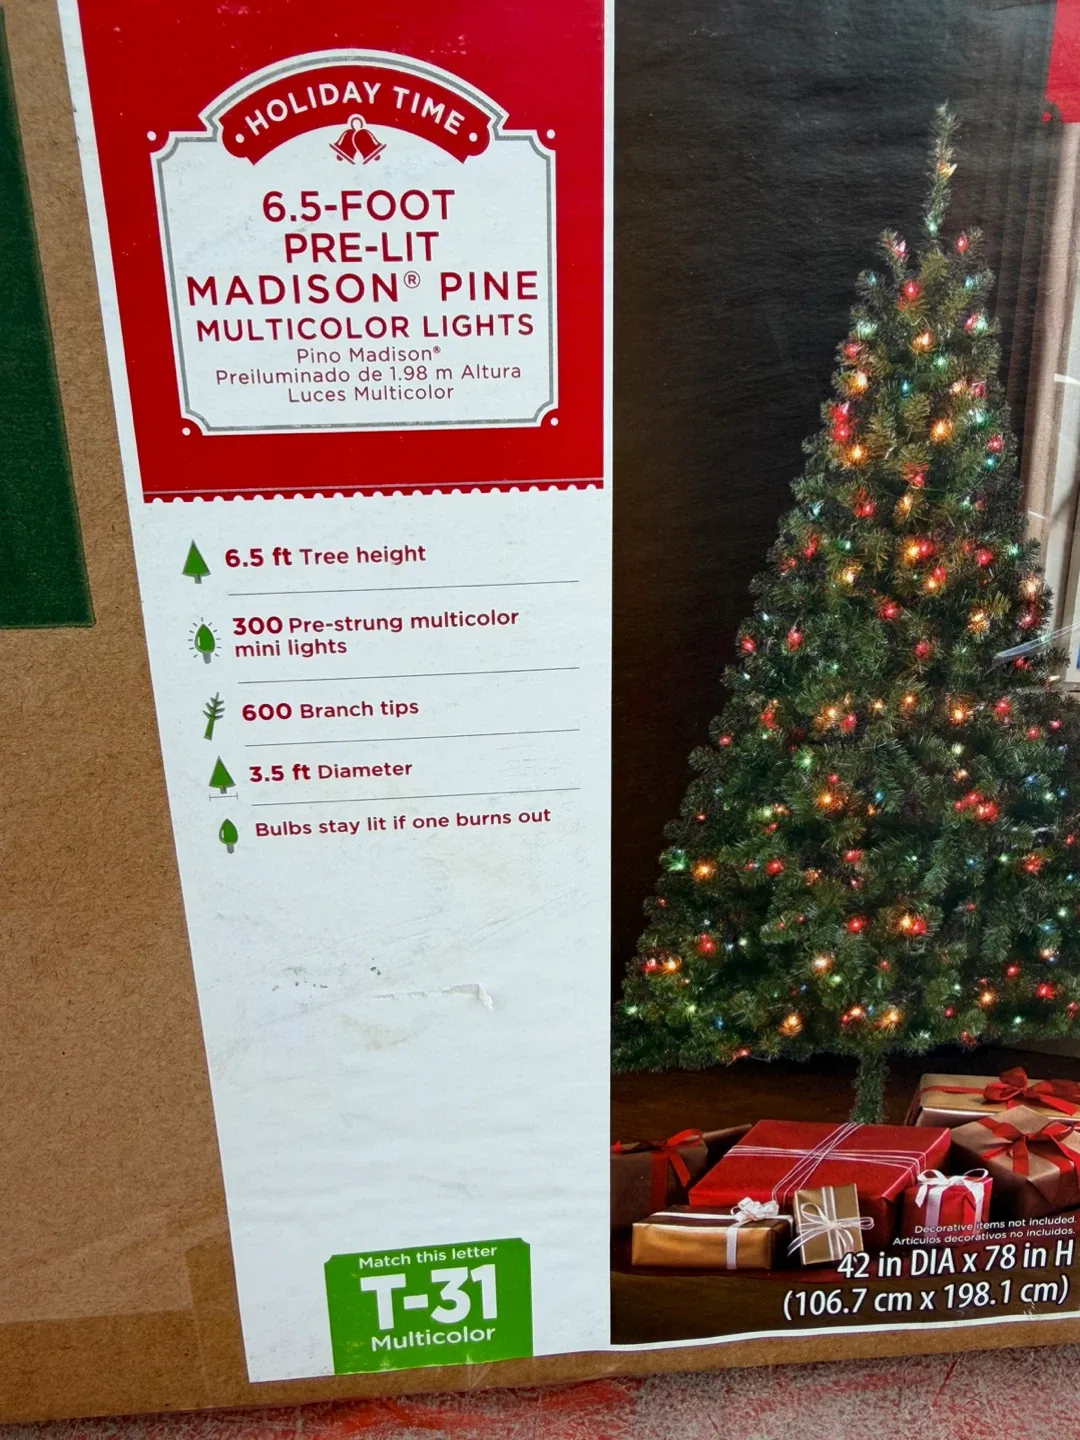 HOLIDAY TIME
6.5-FOOT
PRE-LIT
MADISON® PINE
MULTICOLOR LIGHTS
Pino Madison®
Preiluminado de 1.98 m Altura
Luces Multicolor
6.5 ft Tree height
300 Pre-strung multicolor
mini lights
600 Branch tips
3.5 ft Diameter
Bulbs stay lit if one burns out
Match this letter
T-31
Multicolor
Decorative items not included.
Artículos decorativos no incluidos.
42 in DIA x 78 in H
(106.7 cm x 198.1 cm)